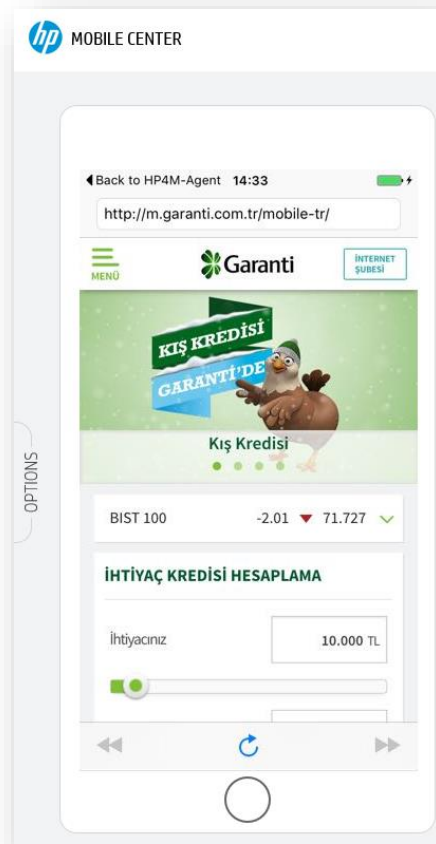 hp MOBILE CENTER
Back to HP4M-Agent 14:33
http://m.garanti.com.tr/mobile-tr/
MENÜ
Garanti
İNTERNET
ŞUBESİ
KIŞ KREDİSİ
GARANTİ'DE
Kış Kredisi
OPTIONS
BIST 100 -2.01 71.727
İHTİYAÇ KREDİSİ HESAPLAMA
İhtiyacınız 10.000 TL